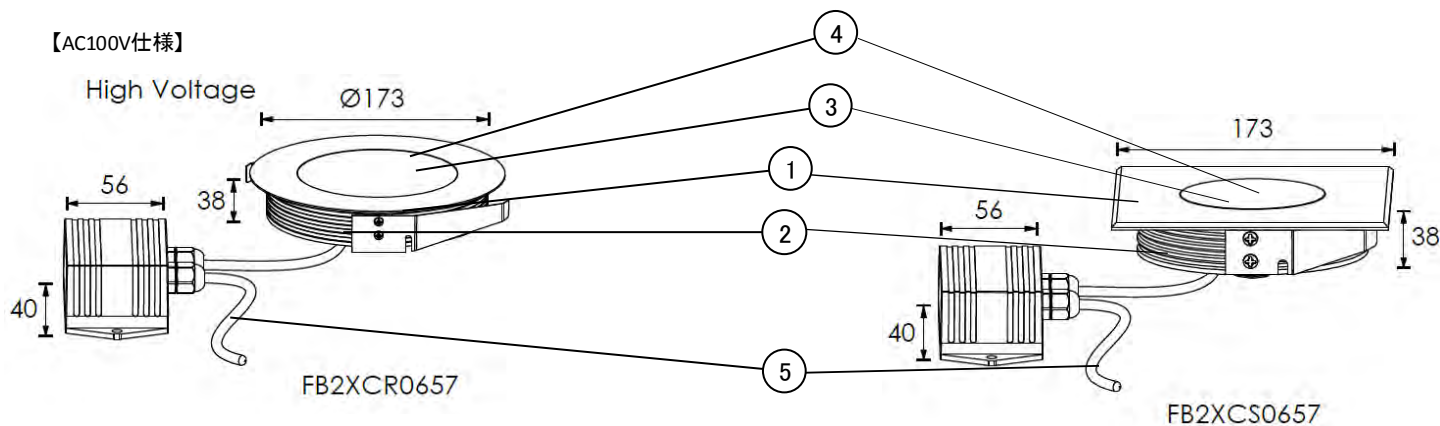 【AC100V仕様】
High Voltage
Ø173
56
38
40
FB2XCR0657
4
3
1
2
5
173
56
38
40
FB2XCS0657